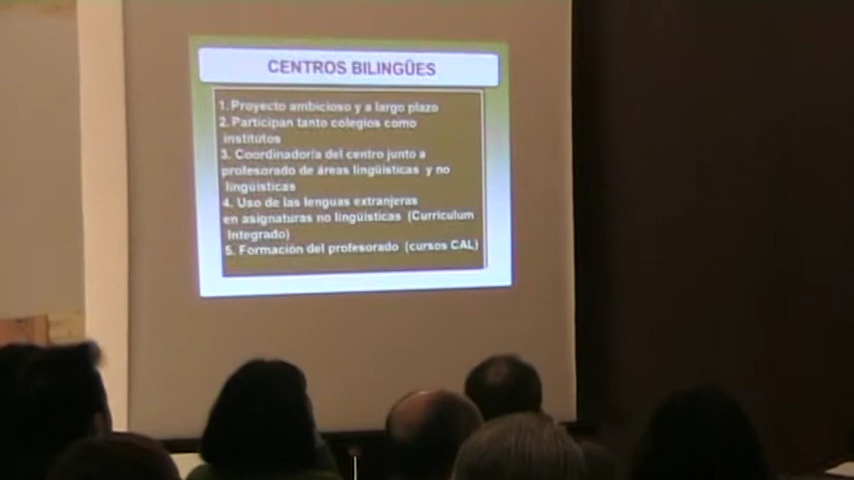 CENTROS BILINGÜES
1. Proyecto ambicioso y a largo plazo
2. Participan tanto colegios como
institutos
3. Coordinador/a del centro junto a
profesorado de áreas lingüísticas y no
lingüísticas
4. Uso de las lenguas extranjeras
en asignaturas no lingüísticas (Curriculum
Integrado)
5. Formación del profesorado (cursos CAL)